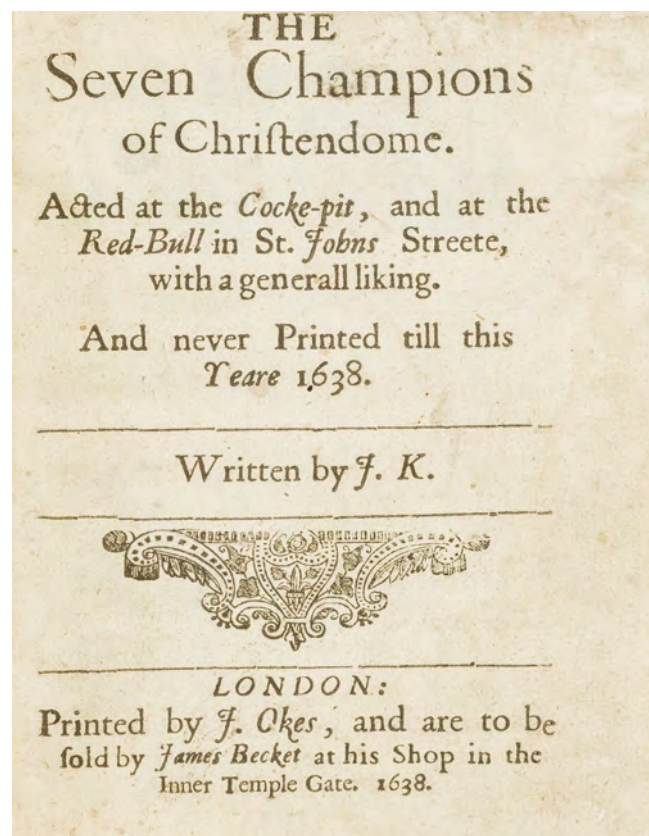 THE
Seven Champions
of Chriſtendome.
Acted at the Cocke-pit, and at the
Red-Bull in St. Johns Streete,
with a generall liking.
And never Printed till this
Yeare 1638.
Written by J. K.
LONDON:
Printed by J. Okes, and are to be
ſold by James Becket at his Shop in the
Inner Temple Gate. 1638.